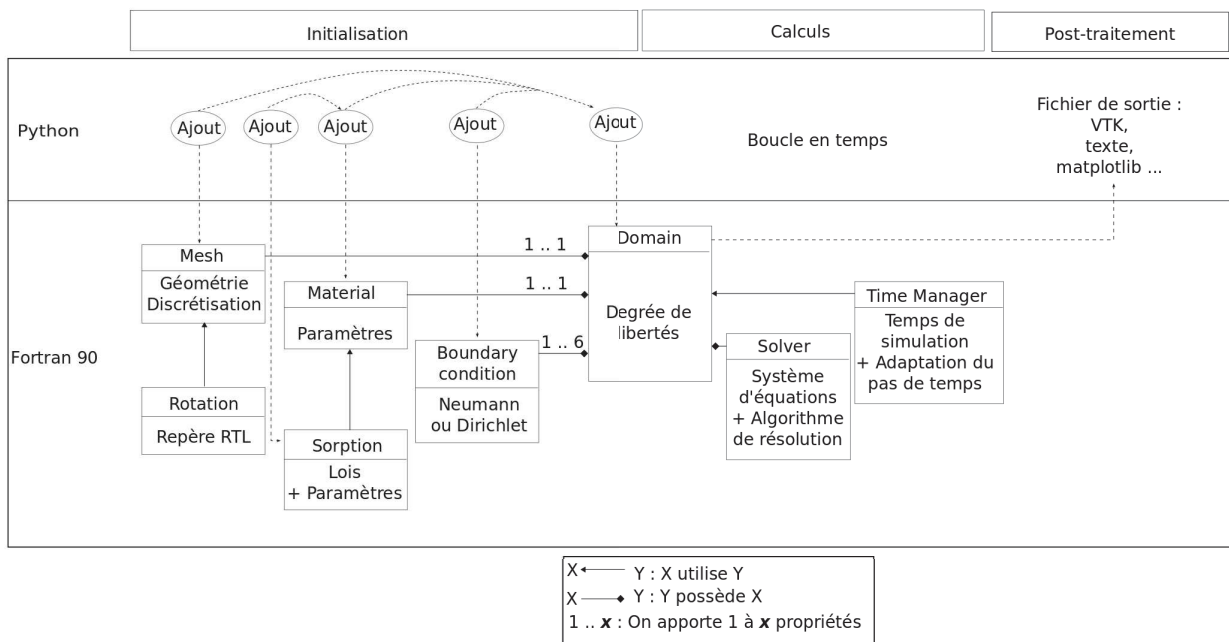 Initialisation
Calculs
Post-traitement
Python
Ajout
Ajout
Ajout
Ajout
Ajout
Boucle en temps
Fichier de sortie :
VTK,
texte,
matplotlib ...
Fortran 90
Mesh
Géométrie
Discrétisation
Rotation
Repère RTL
Material
Paramètres
Sorption
Lois
+ Paramètres
Boundary
condition
Neumann
ou Dirichlet
1 .. 1
1 .. 1
1 .. 6
Domain
Degrée de
libertés
Solver
Système
d'équations
+ Algorithme
de résolution
Time Manager
Temps de
simulation
+ Adaptation du
pas de temps
X Y : X utilise Y
X Y : Y possède X
1 .. x : On apporte 1 à x propriétés